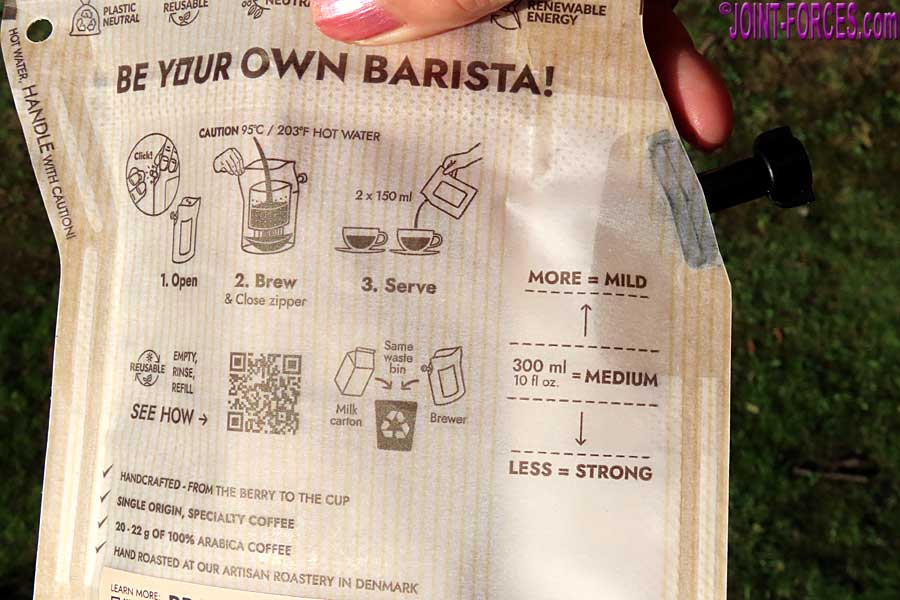 ©JOINT-FORCES.com
PLASTIC
NEUTRAL
REUSABLE
NEUTRAL
RENEWABLE
ENERGY
HOT WATER, HANDLE WITH CAUTION!
BE YOUR OWN BARISTA!
CAUTION 95°C / 203°F HOT WATER
Click!
2 x 150 ml
1. Open
2. Brew
& Close zipper
3. Serve
MORE = MILD
300 ml
10 fl oz.
= MEDIUM
LESS = STRONG
REUSABLE
EMPTY,
RINSE,
REFILL
SEE HOW →
Same
waste
bin
Milk
carton
Brewer
✓ HANDCRAFTED - FROM THE BERRY TO THE CUP
✓ SINGLE ORIGIN, SPECIALTY COFFEE
✓ 20 - 22 g OF 100% ARABICA COFFEE
✓ HAND ROASTED AT OUR ARTISAN ROASTERY IN DENMARK
LEARN MORE: